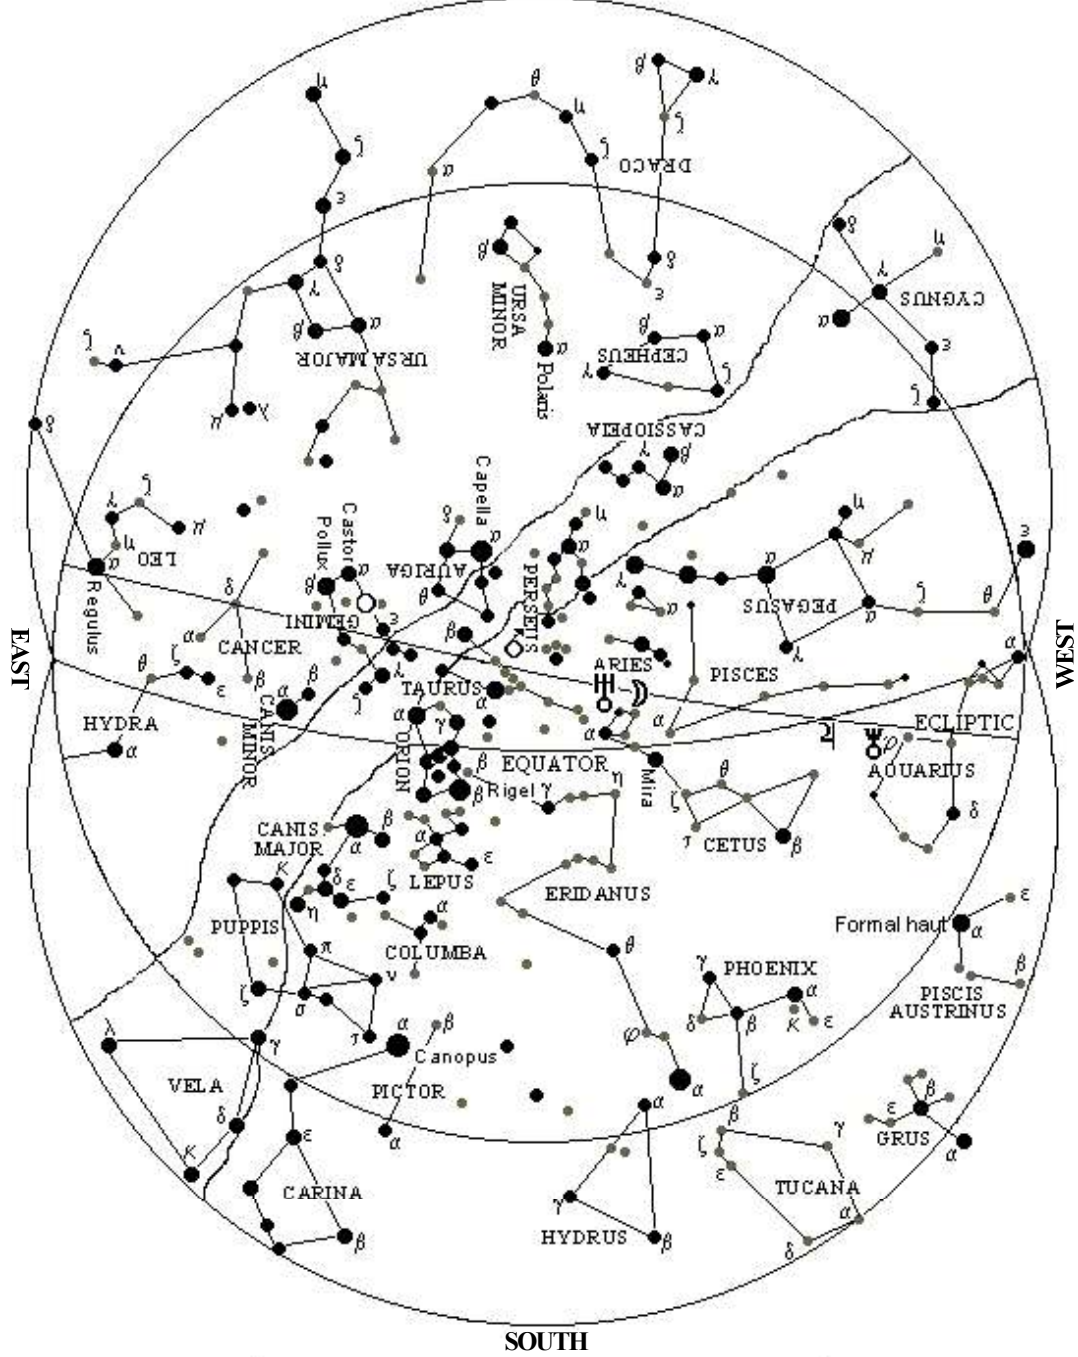 η
θ
β
γ
η
ζ
ζ
DRACO
α
ε
δ
δ
η
β
URSA
MINOR
δ
ε
γ
CYGNUS
α
γ
β
α
URSA MAJOR
α
Polaris
β
α
CEPHEUS
γ
ζ
ε
ζ
ζ
ν
μ
λ
δ
CASSIOPEIA
γ
β
α
Capella
δ
α
AURIGA
θ
Castor
Pollux
α
β
GEMINI
ε
γ
ζ
γ
ζ
μ
η
α
LEO
Regulus
η
α
PERSEUS
γ
α
α
η
μ
PEGASUS
α
γ
ζ
θ
ε
δ
α
CANCER
β
β
TAURUS
α
ARIES
PISCES
α
α
α
EAST
WEST
θ
ζ
ε
HYDRA
α
β
α
CANIS
MINOR
α
γ
ORION
β
β
Rigel
EQUATOR
γ
η
Mira
ζ
θ
τ
CETUS
β
ECLIPTIC
φ
AQUARIUS
δ
CANIS
MAJOR
β
α
δ
ε
ζ
η
α
ε
LEPUS
ERIDANUS
κ
PUPPIS
α
COLUMBA
π
ν
ζ
σ
τ
θ
Formal haut
ε
α
β
PISCIS
AUSTRINUS
γ
PHOENIX
α
δ
β
κ
ε
φ
ζ
α
λ
γ
VELA
δ
κ
α
Canopus
β
PICTOR
α
ε
CARINA
β
α
γ
HYDRUS
β
β
γ
ζ
ε
TUCANA
α
δ
β
ε
GRUS
α
SOUTH